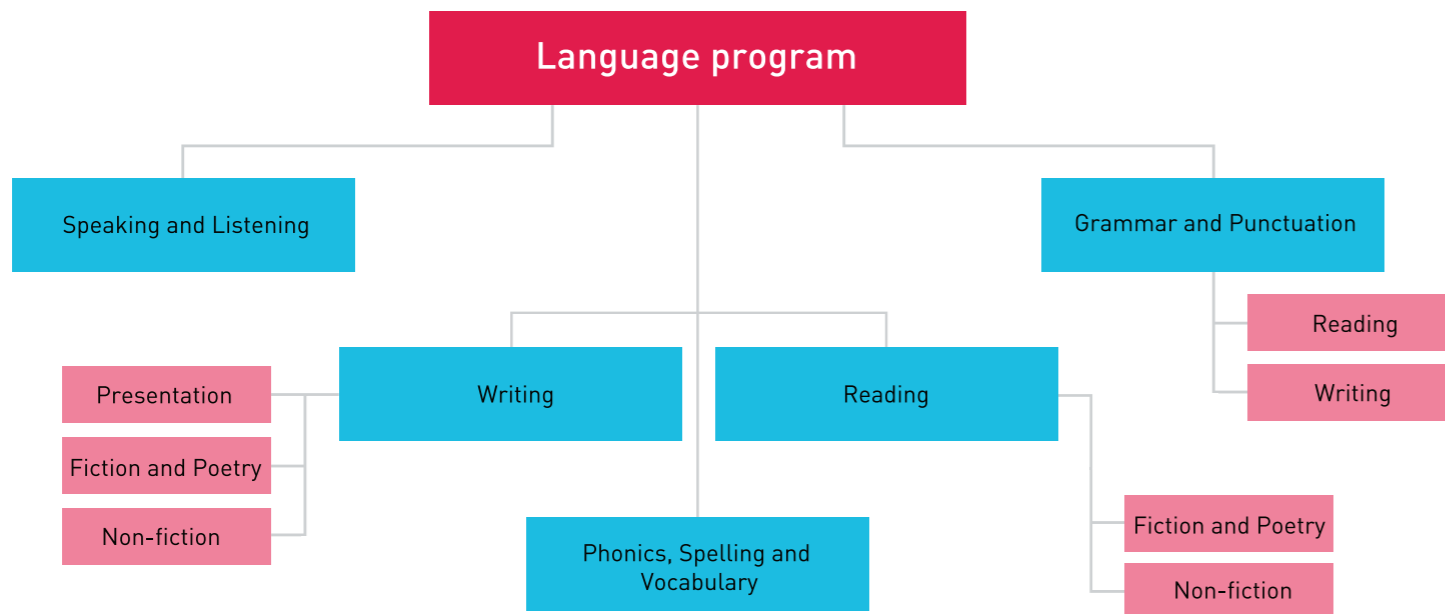 Language program
Speaking and Listening
Grammar and Punctuation
Reading
Writing
Writing
Reading
Presentation
Fiction and Poetry
Non-fiction
Phonics, Spelling and
Vocabulary
Fiction and Poetry
Non-fiction